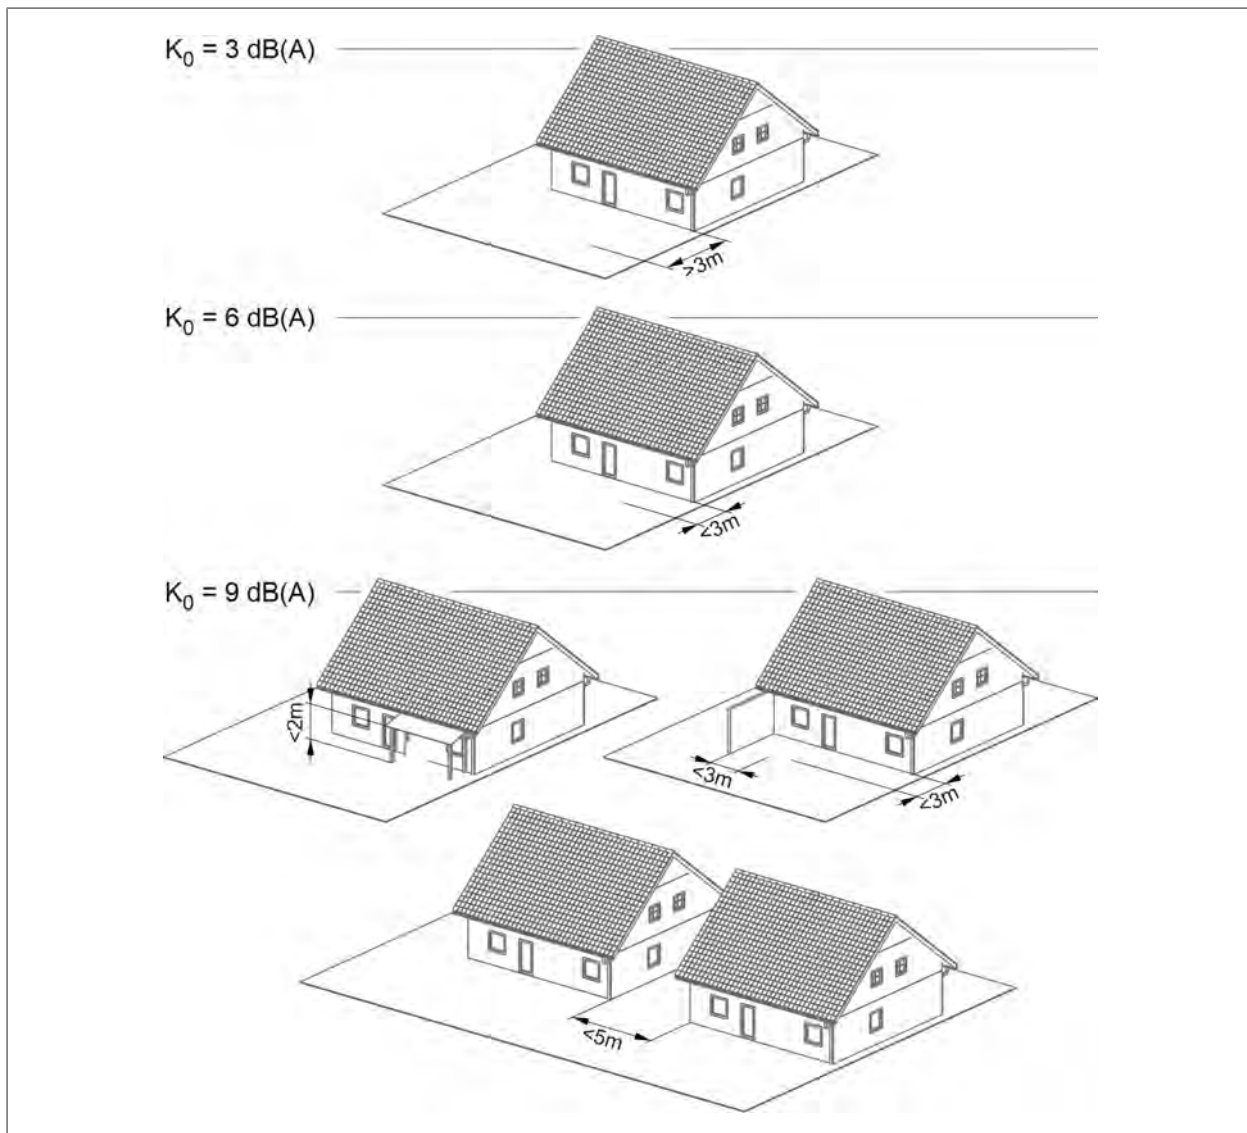 K0 = 3 dB(A)
>3m
K0 = 6 dB(A)
<3m
K0 = 9 dB(A)
<2m
<3m
<3m
<5m